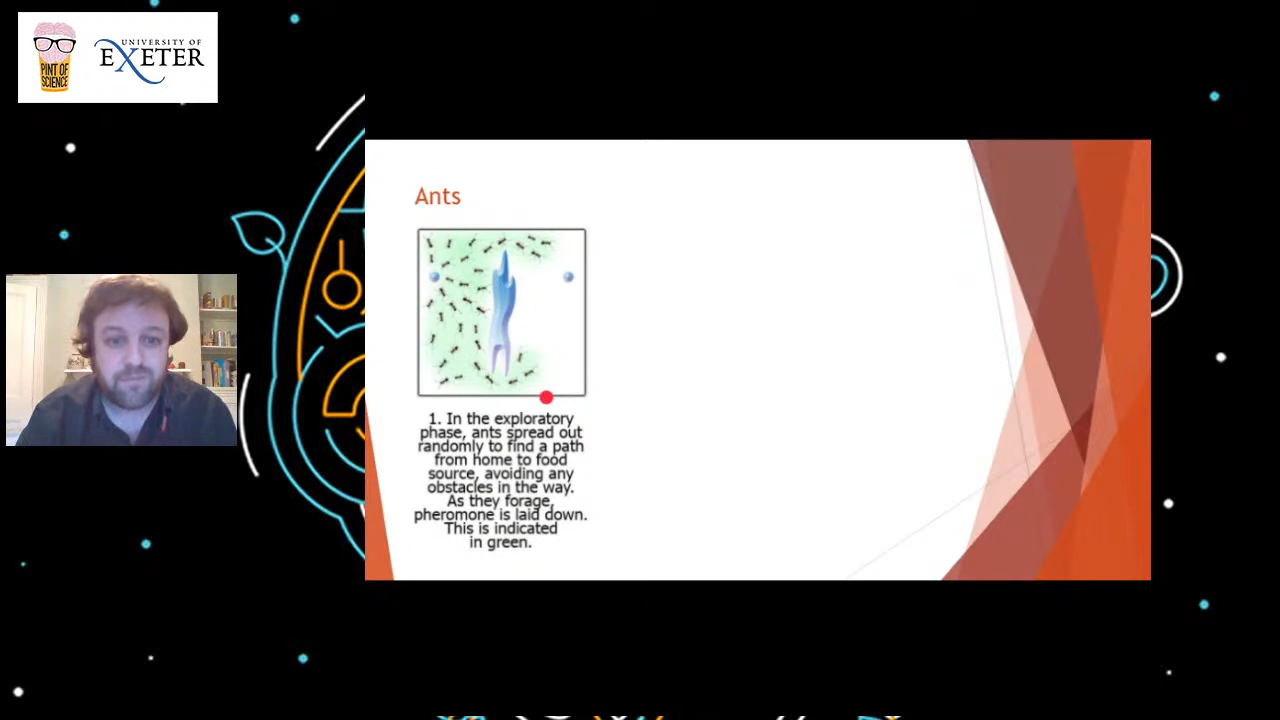 PINT OF
SCIENCE
UNIVERSITY OF
EXETER
Ants
1. In the exploratory
phase, ants spread out
randomly to find a path
from home to food
source, avoiding any
obstacles in the way.
As they forage,
pheromone is laid down.
This is indicated
in green.